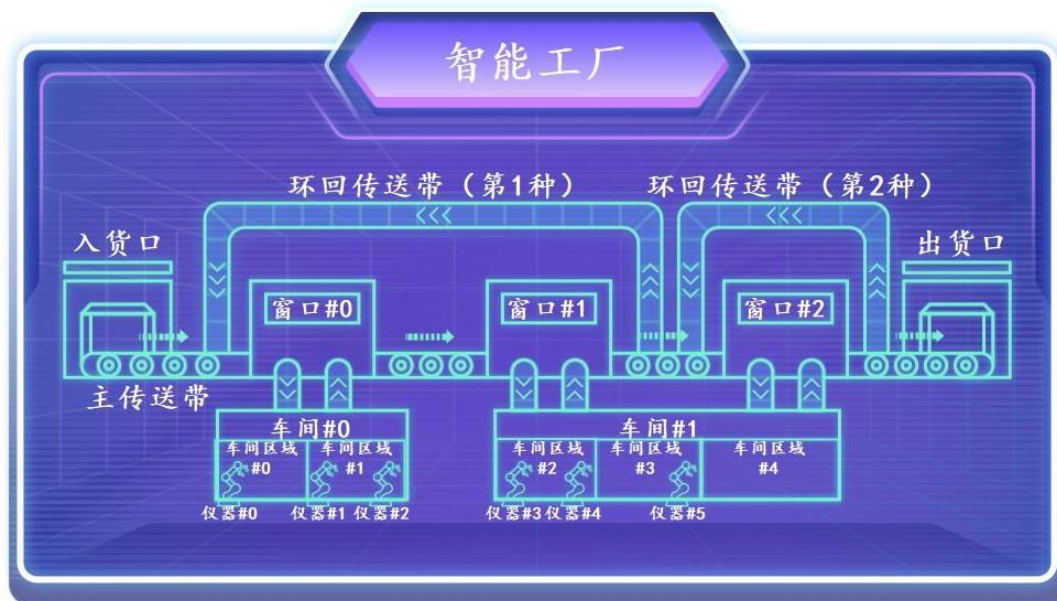 智能工厂
环回传送带（第1种）
环回传送带（第2种）
入货口
出货口
窗口#0
窗口#1
窗口#2
主传送带
车间#0
车间#1
车间区域
#0
车间区域
#1
车间区域
#2
车间区域
#3
车间区域
#4
仪器#0
仪器#1
仪器#2
仪器#3
仪器#4
仪器#5